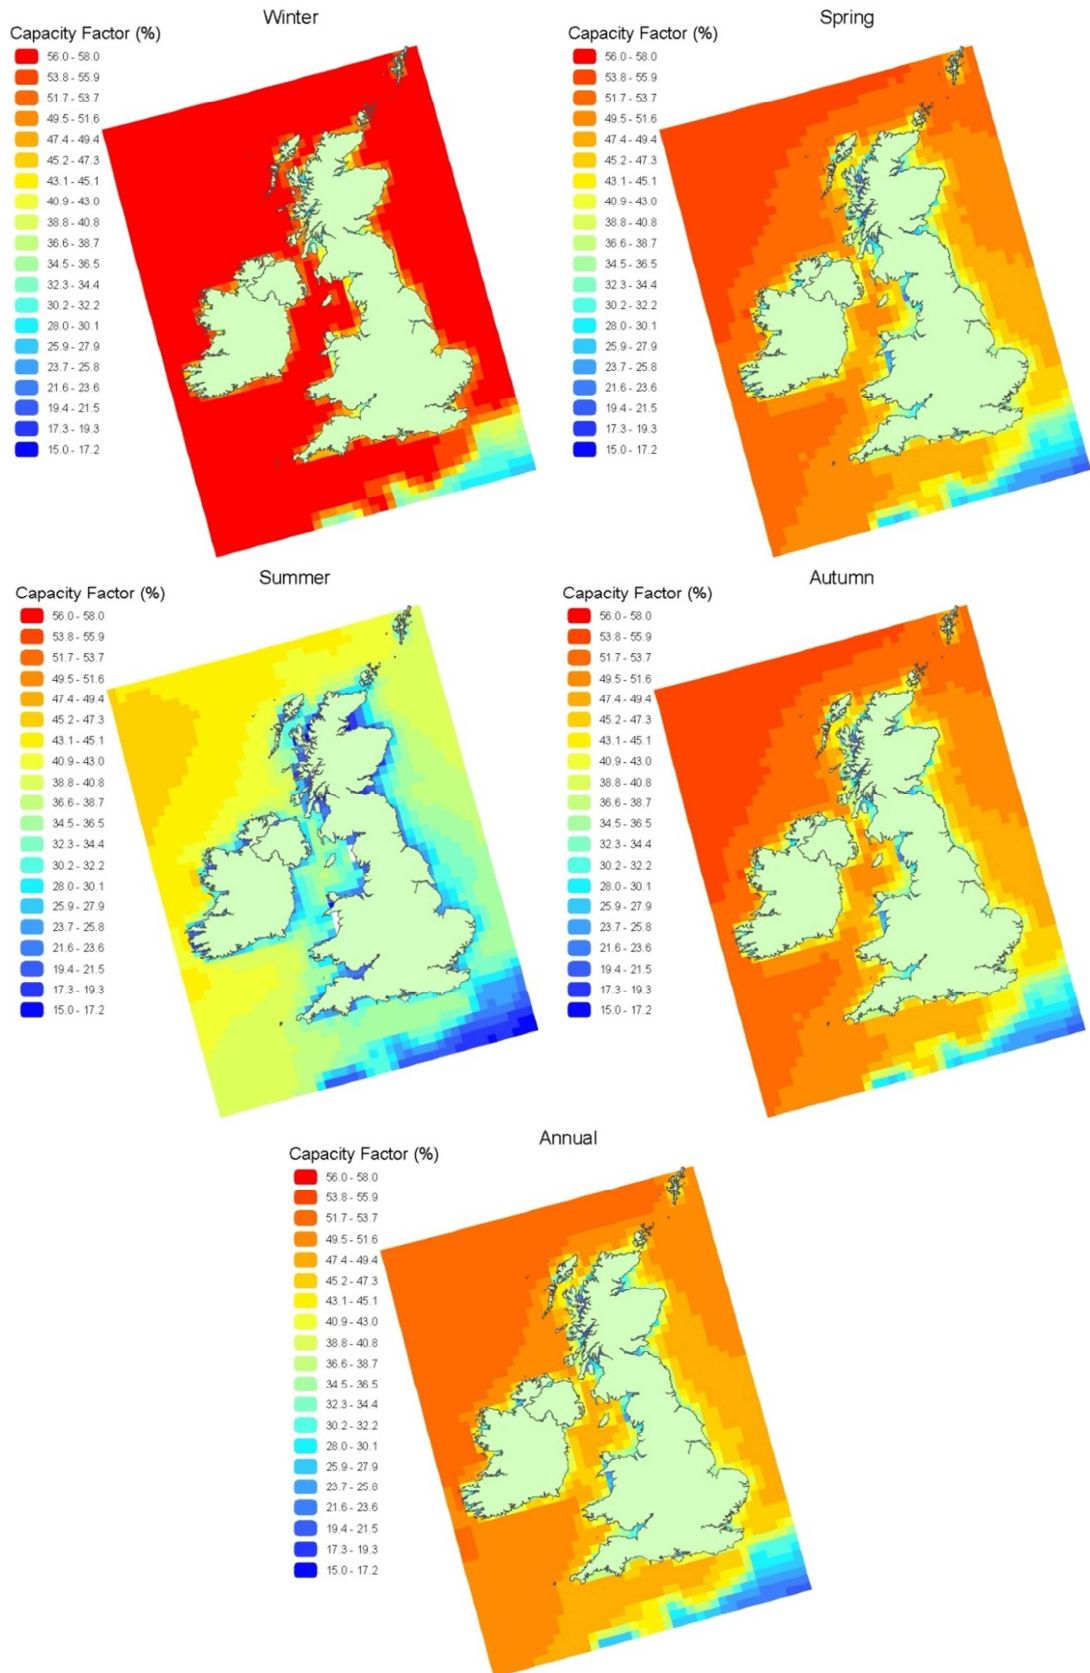 Winter
Capacity Factor (%)
56.0 - 58.0
53.8 - 55.9
51.7 - 53.7
49.5 - 51.6
47.4 - 49.4
45.2 - 47.3
43.1 - 45.1
40.9 - 43.0
38.8 - 40.8
36.6 - 38.7
34.5 - 36.5
32.3 - 34.4
30.2 - 32.2
28.0 - 30.1
25.9 - 27.9
23.7 - 25.8
21.6 - 23.6
19.4 - 21.5
17.3 - 19.3
15.0 - 17.2
Spring
Capacity Factor (%)
56.0 - 58.0
53.8 - 55.9
51.7 - 53.7
49.5 - 51.6
47.4 - 49.4
45.2 - 47.3
43.1 - 45.1
40.9 - 43.0
38.8 - 40.8
36.6 - 38.7
34.5 - 36.5
32.3 - 34.4
30.2 - 32.2
28.0 - 30.1
25.9 - 27.9
23.7 - 25.8
21.6 - 23.6
19.4 - 21.5
17.3 - 19.3
15.0 - 17.2
Summer
Capacity Factor (%)
56.0 - 58.0
53.8 - 55.9
51.7 - 53.7
49.5 - 51.6
47.4 - 49.4
45.2 - 47.3
43.1 - 45.1
40.9 - 43.0
38.8 - 40.8
36.6 - 38.7
34.5 - 36.5
32.3 - 34.4
30.2 - 32.2
28.0 - 30.1
25.9 - 27.9
23.7 - 25.8
21.6 - 23.6
19.4 - 21.5
17.3 - 19.3
15.0 - 17.2
Autumn
Capacity Factor (%)
56.0 - 58.0
53.8 - 55.9
51.7 - 53.7
49.5 - 51.6
47.4 - 49.4
45.2 - 47.3
43.1 - 45.1
40.9 - 43.0
38.8 - 40.8
36.6 - 38.7
34.5 - 36.5
32.3 - 34.4
30.2 - 32.2
28.0 - 30.1
25.9 - 27.9
23.7 - 25.8
21.6 - 23.6
19.4 - 21.5
17.3 - 19.3
15.0 - 17.2
Annual
Capacity Factor (%)
56.0 - 58.0
53.8 - 55.9
51.7 - 53.7
49.5 - 51.6
47.4 - 49.4
45.2 - 47.3
43.1 - 45.1
40.9 - 43.0
38.8 - 40.8
36.6 - 38.7
34.5 - 36.5
32.3 - 34.4
30.2 - 32.2
28.0 - 30.1
25.9 - 27.9
23.7 - 25.8
21.6 - 23.6
19.4 - 21.5
17.3 - 19.3
15.0 - 17.2